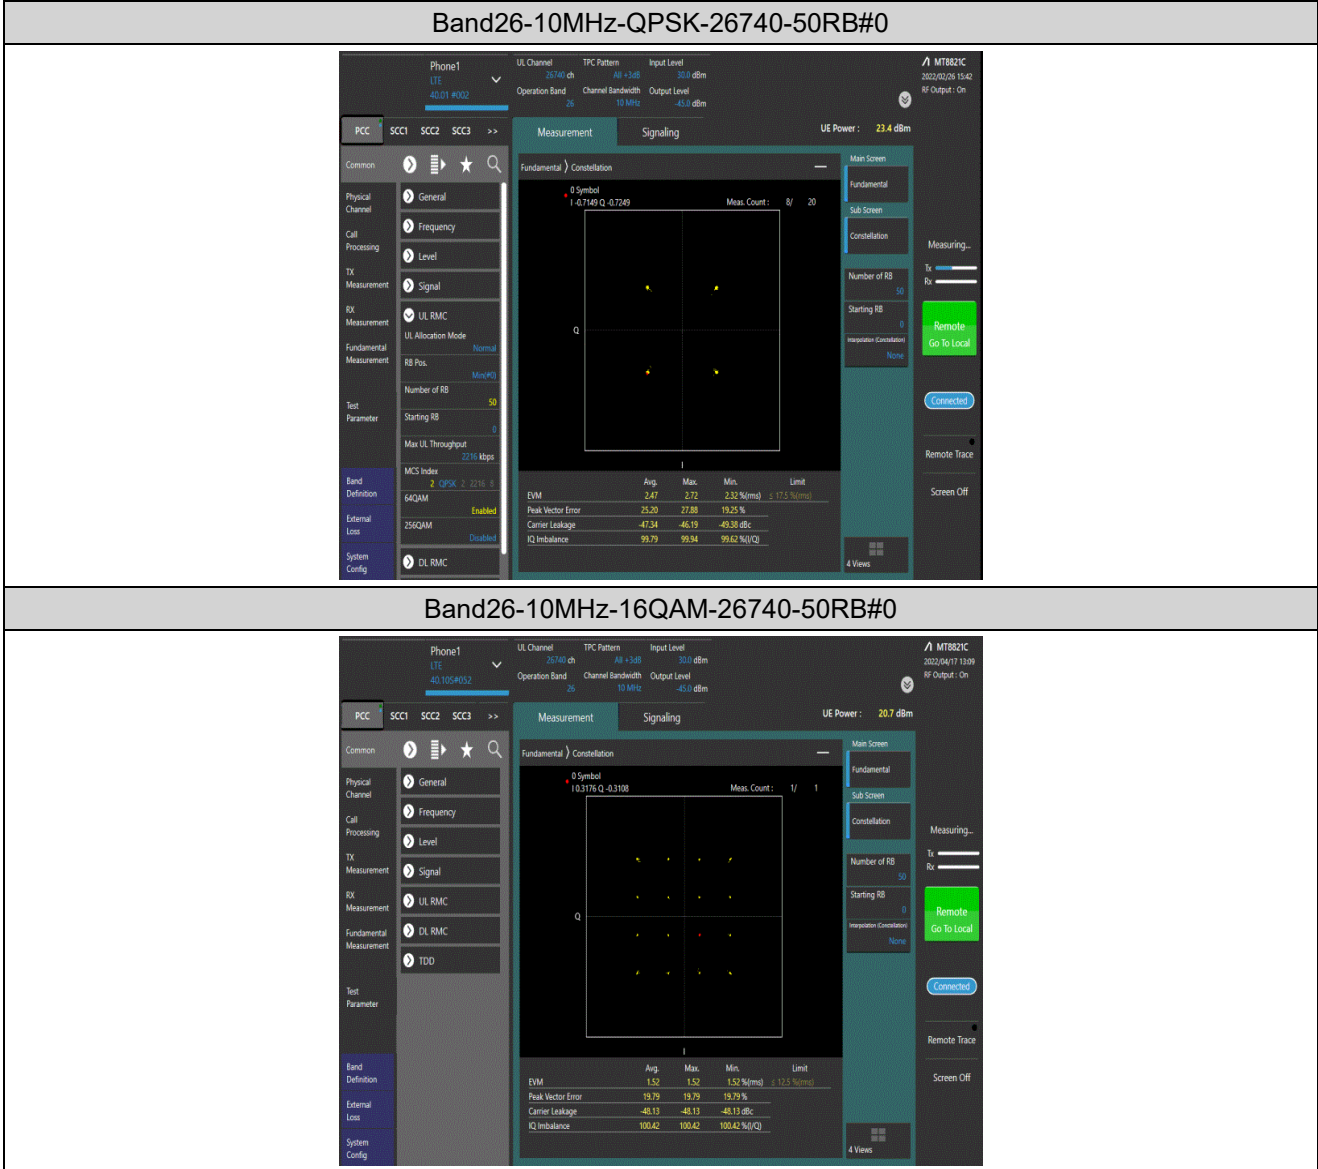 Band26-10MHz-QPSK-26740-50RB#0
Phone1
LTE
40.01 #002
UL Channel TPC Pattern Input Level
26740 ch All +3dB 30.0 dBm
Operation Band Channel Bandwidth Output Level
26 10 MHz -45.0 dBm
MT8821C
2022/02/26 15:42
RF Output : On
PCC SCC1 SCC2 SCC3 >>
Measurement Signaling
UE Power : 23.4 dBm
Common
Physical Channel
Call Processing
TX Measurement
RX Measurement
Fundamental Measurement
Test Parameter
Band Definition
External Loss
System Config
General
Frequency
Level
Signal
UL RMC
UL Allocation Mode
Normal
RB Pos.
Min(#0)
Number of RB
50
Starting RB
0
Max UL Throughput
2216 kbps
MCS Index
2 QPSK 2 2216 8
64QAM
Enabled
256QAM
Disabled
DL RMC
Fundamental > Constellation
0 Symbol
I -0.7149 Q -0.7249 Meas. Count : 8/ 20
Q
I
Avg. Max. Min. Limit
EVM 2.47 2.72 2.32 %(rms) ≤ 17.5 %(rms)
Peak Vector Error 25.20 27.88 19.25 %
Carrier Leakage -47.34 -46.19 -49.38 dBc
IQ Imbalance 99.79 99.94 99.62 %(I/Q)
Main Screen
Fundamental
Sub Screen
Constellation
Number of RB
50
Starting RB
0
Interpolation (Constellation)
None
4 Views
Measuring...
Tx
Rx
Remote
Go To Local
Connected
Remote Trace
Screen Off
Band26-10MHz-16QAM-26740-50RB#0
Phone1
LTE
40.10S#052
UL Channel TPC Pattern Input Level
26740 ch All +3dB 30.0 dBm
Operation Band Channel Bandwidth Output Level
26 10 MHz -45.0 dBm
MT8821C
2022/04/17 13:09
RF Output : On
PCC SCC1 SCC2 SCC3 >>
Measurement Signaling
UE Power : 20.7 dBm
Common
Physical Channel
Call Processing
TX Measurement
RX Measurement
Fundamental Measurement
Test Parameter
Band Definition
External Loss
System Config
General
Frequency
Level
Signal
UL RMC
DL RMC
TDD
Fundamental > Constellation
0 Symbol
I 0.3176 Q -0.3108 Meas. Count : 1/ 1
Q
I
Avg. Max. Min. Limit
EVM 1.52 1.52 1.52 %(rms) ≤ 12.5 %(rms)
Peak Vector Error 19.79 19.79 19.79 %
Carrier Leakage -48.13 -48.13 -48.13 dBc
IQ Imbalance 100.42 100.42 100.42 %(I/Q)
Main Screen
Fundamental
Sub Screen
Constellation
Number of RB
50
Starting RB
0
Interpolation (Constellation)
None
4 Views
Measuring...
Tx
Rx
Remote
Go To Local
Connected
Remote Trace
Screen Off